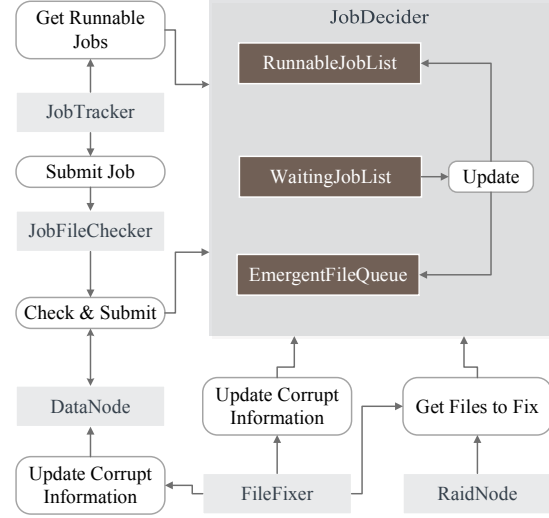 Get Runnable
Jobs
JobTracker
Submit Job
JobFileChecker
Check & Submit
DataNode
Update Corrupt
Information
JobDecider
RunnableJobList
WaitingJobList
Update
EmergentFileQueue
Update Corrupt
Information
Get Files to Fix
FileFixer
RaidNode